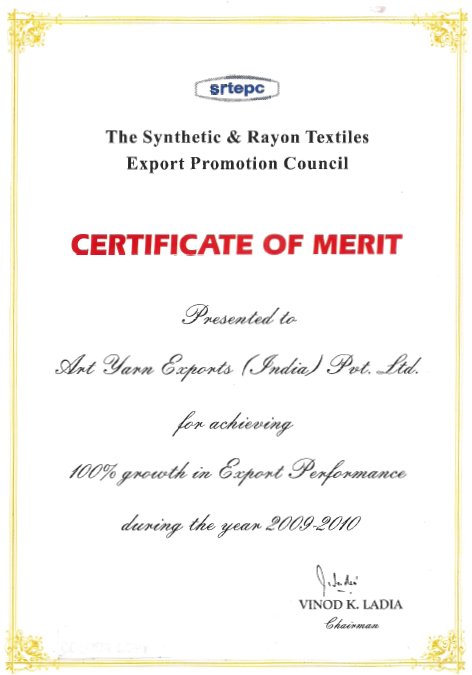 srtepc
The Synthetic & Rayon Textiles
Export Promotion Council
CERTIFICATE OF MERIT
Presented to
Art Yarn Exports (India) Pvt. Ltd.
for achieving
100% growth in Export Performance
during the year 2009-2010
VINOD K. LADIA
Chairman